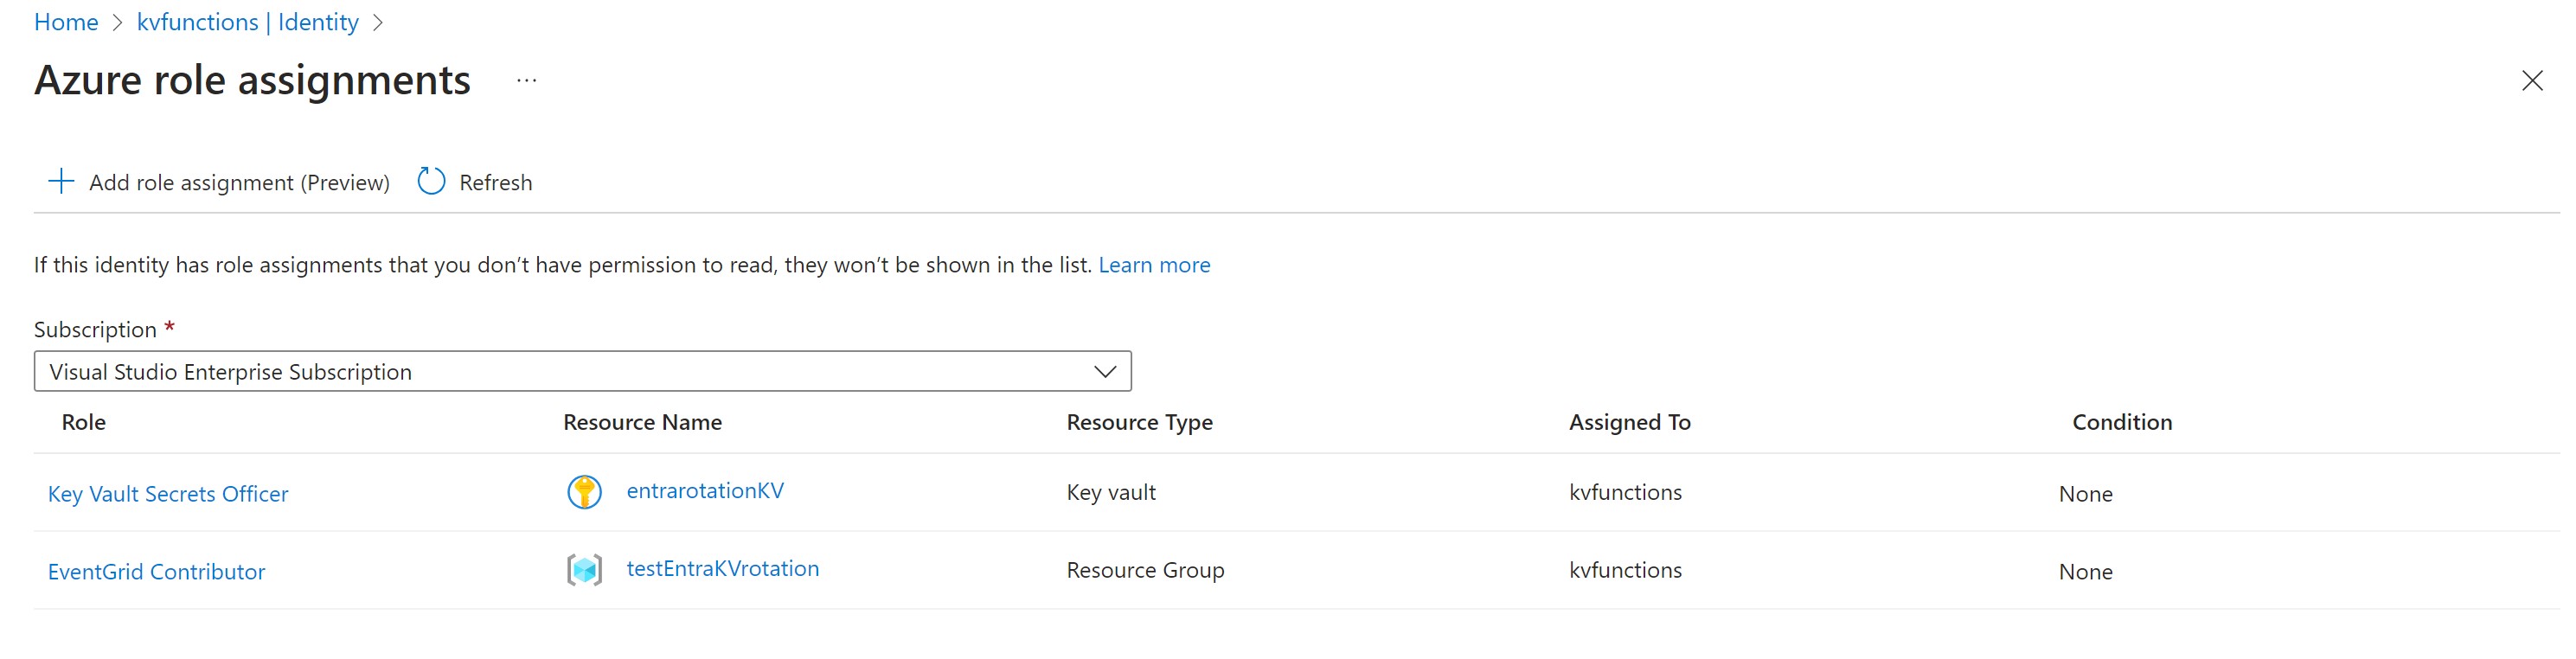 Home > kvfunctions | Identity >
Azure role assignments ...
Add role assignment (Preview) Refresh
If this identity has role assignments that you don’t have permission to read, they won’t be shown in the list. Learn more
Subscription *
Visual Studio Enterprise Subscription
Role Resource Name Resource Type Assigned To Condition
Key Vault Secrets Officer entrarotationKV Key vault kvfunctions None
EventGrid Contributor testEntraKVrotation Resource Group kvfunctions None